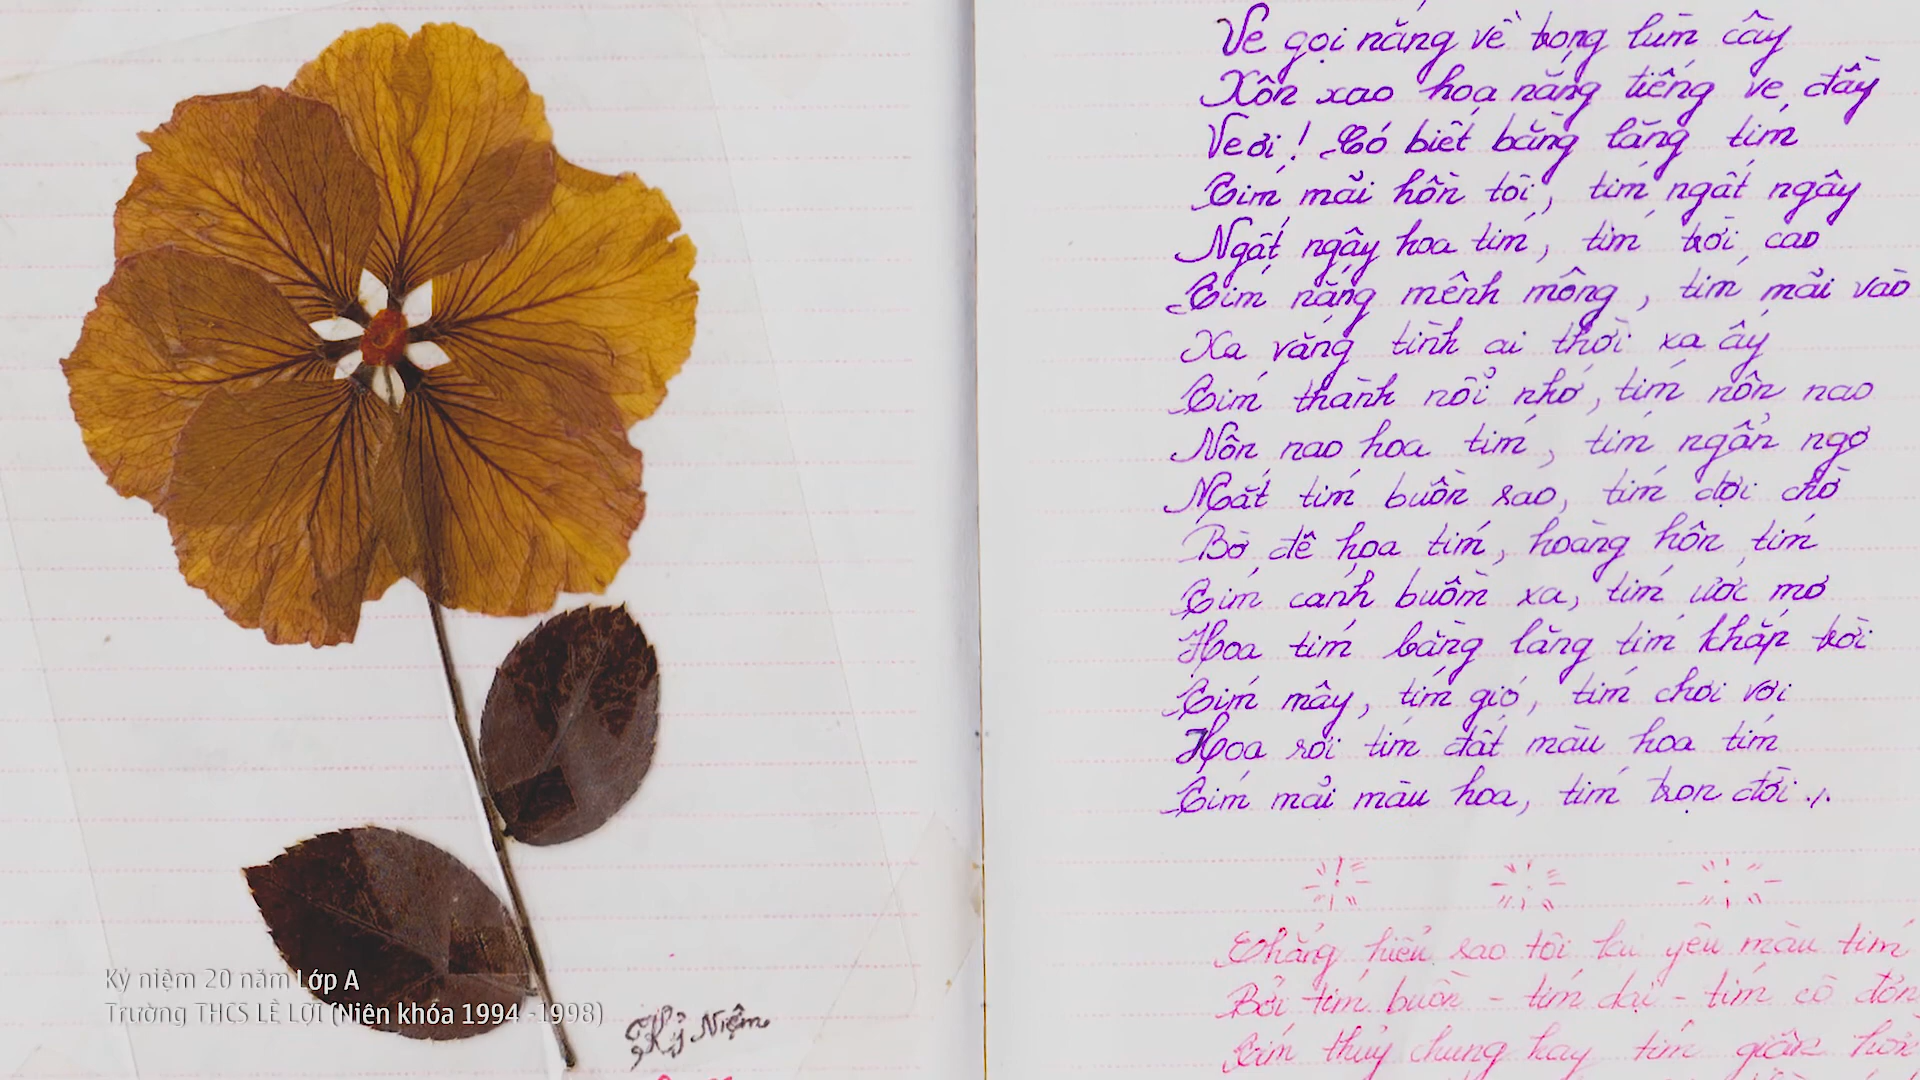 Ve gọi nắng về trong lùm cây
Xôn xao hoa nắng tiếng ve đầy
Ve ơi! Có biết bằng lăng tím
Tím mãi hồn tôi, tím ngất ngây
Ngất ngây hoa tím, tím trời cao
Tím nắng mênh mông, tím mãi vào
Xa vắng tình ai thời xa ấy
Tím thành nỗi nhớ, tím nôn nao
Nôn nao hoa tím, tím ngẩn ngơ
Mắt tím buồn sao, tím đợi chờ
Bờ đê hoa tím, hoàng hôn tím
Tím cánh buồm xa, tím ước mơ
Hoa tím bằng lăng tím khắp trời
Tím mây, tím gió, tím chơi vơi
Hoa rơi tím đất màu hoa tím
Tím mãi màu hoa, tím trọn đời ./.
Chẳng hiểu sao tôi lại yêu màu tím
Bởi tím buồn - tím dại - tím cô đơn
Tím thủy chung hay tím giận hờn
Kỷ Niệm
Kỷ niệm 20 năm Lớp A
Trường THCS LÊ LỢI (Niên khóa 1994 -1998)